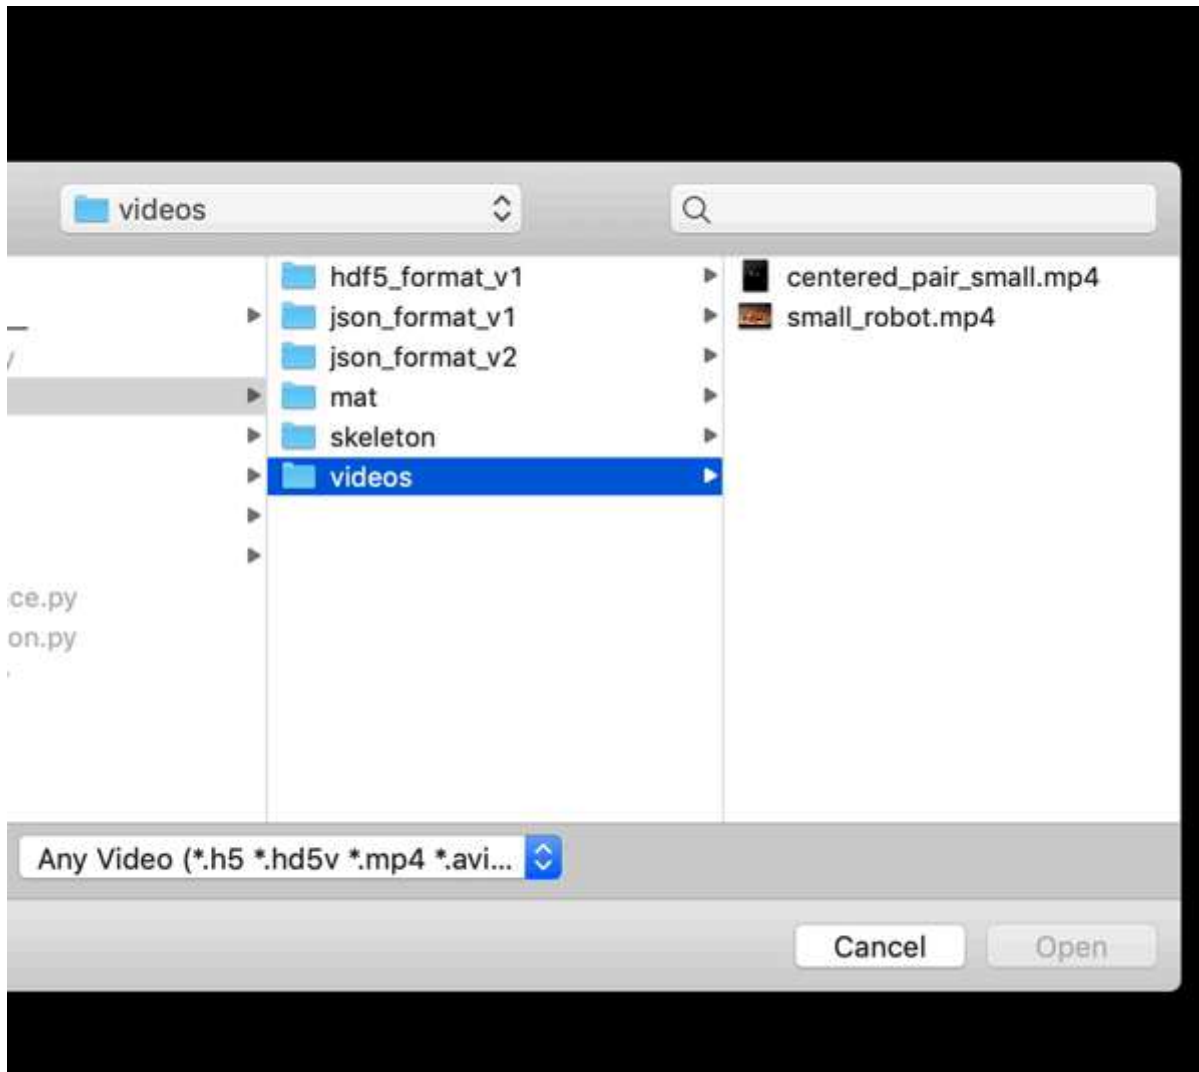 videos
hdf5_format_v1
json_format_v1
json_format_v2
mat
skeleton
videos
centered_pair_small.mp4
small_robot.mp4
ce.py
on.py
Any Video (*.h5 *.hd5v *.mp4 *.avi...
Cancel
Open